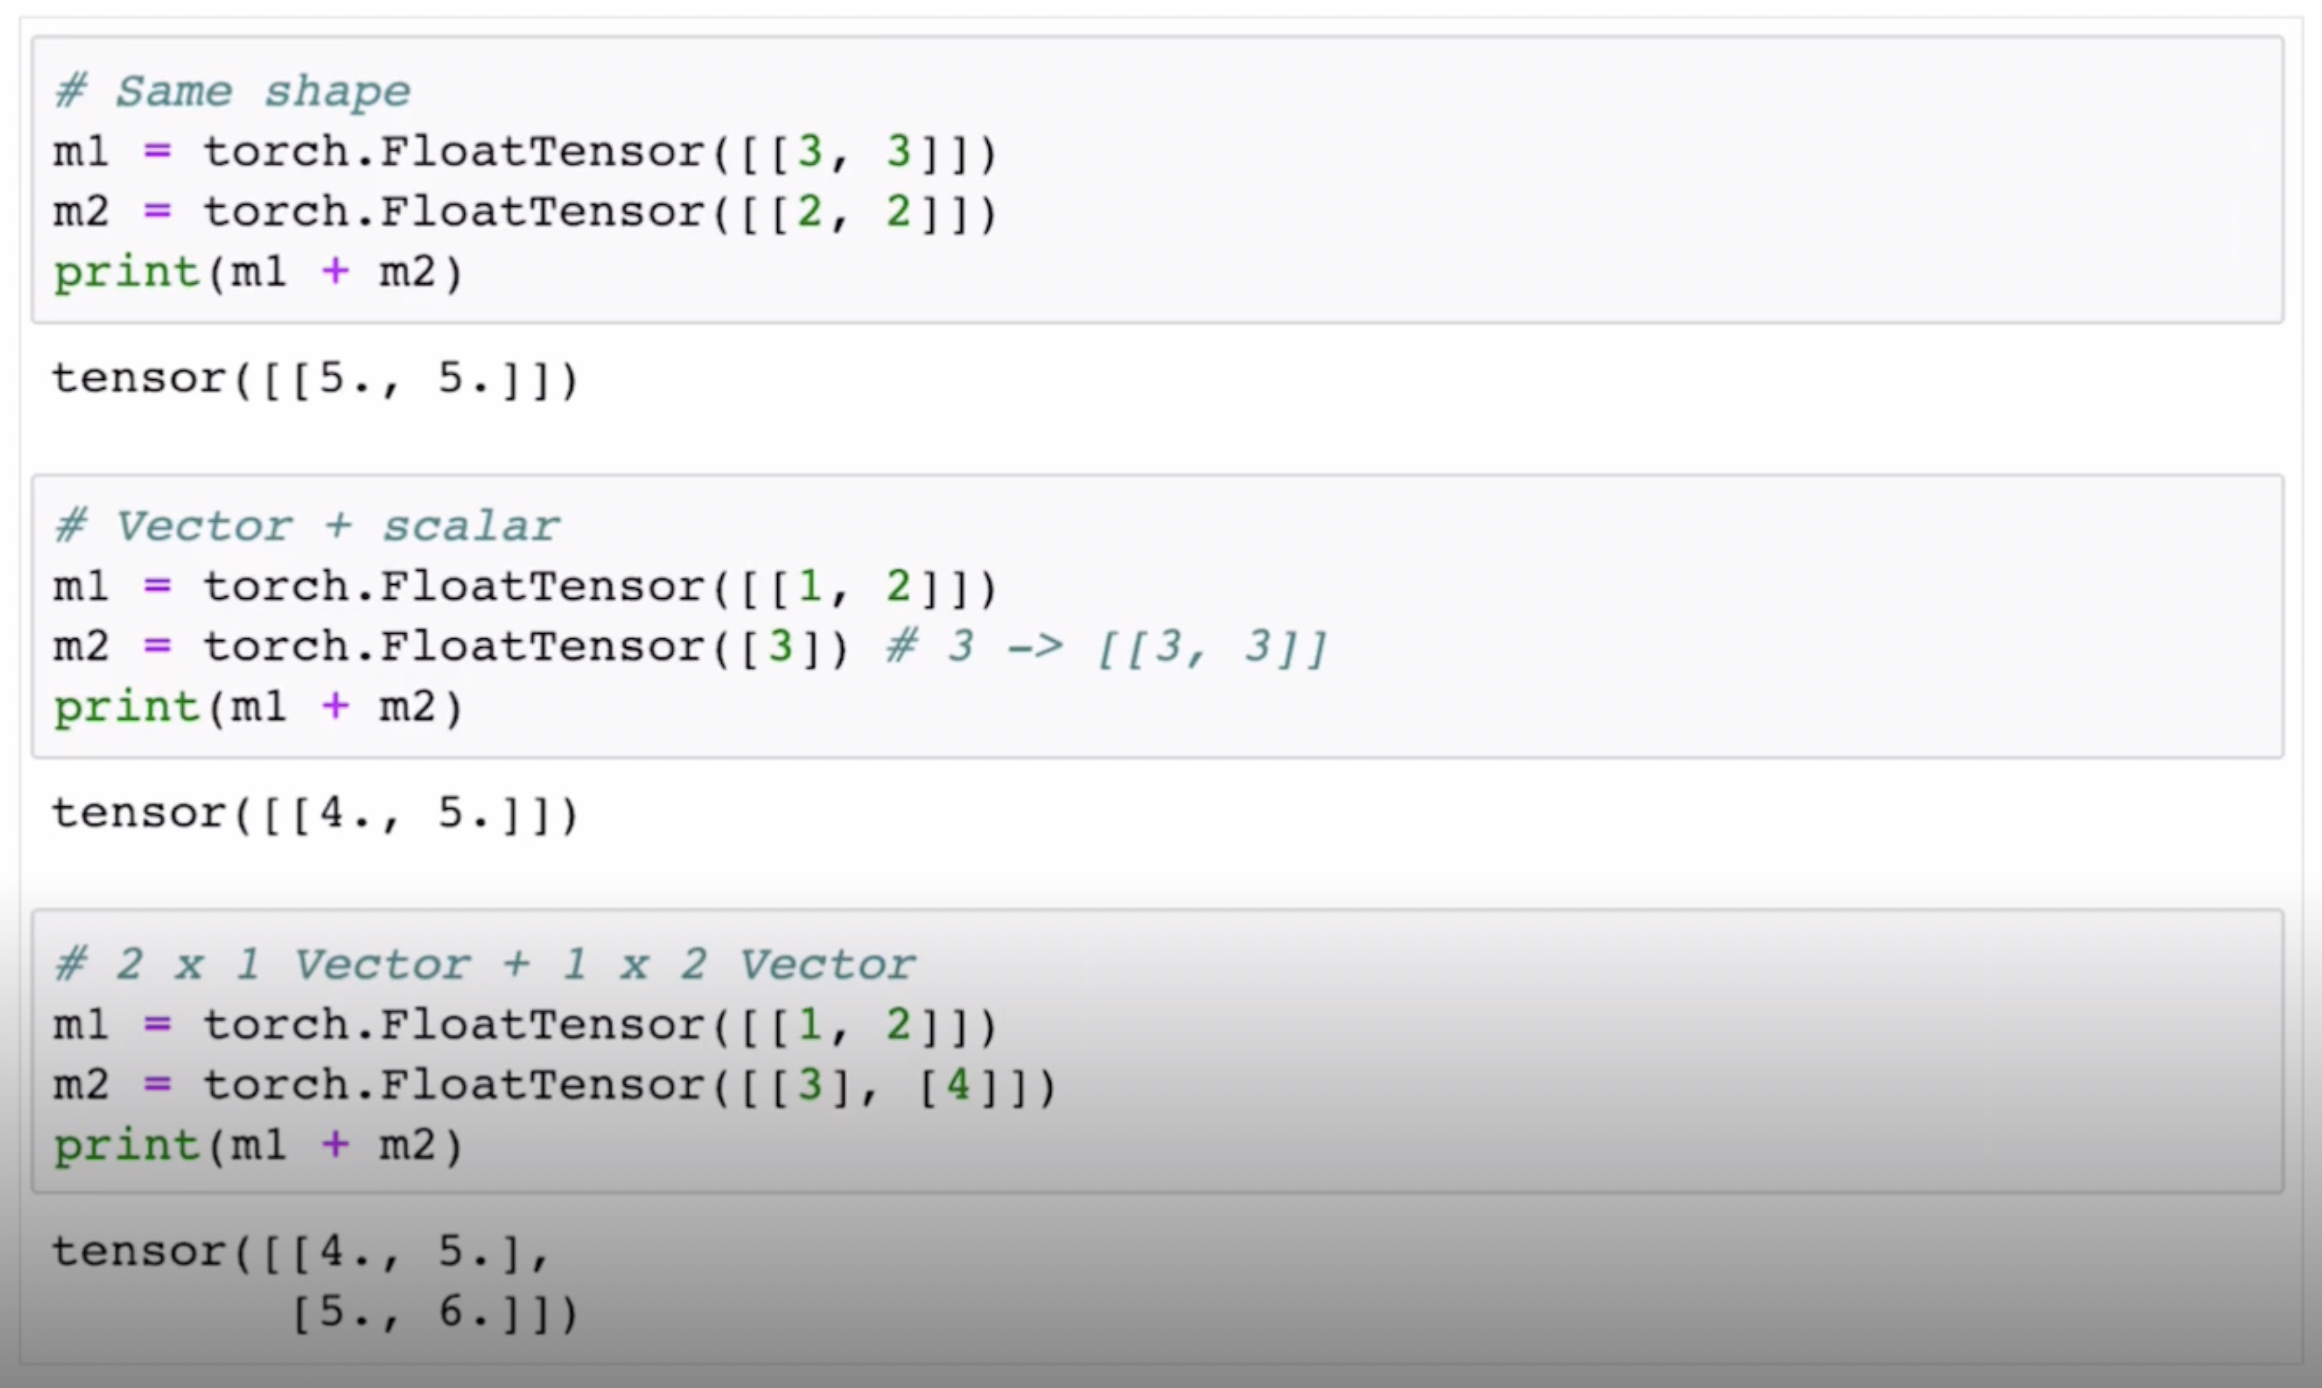 # Same shape
m1 = torch.FloatTensor([[3, 3]])
m2 = torch.FloatTensor([[2, 2]])
print(m1 + m2)
tensor([[5., 5.]])
# Vector + scalar
m1 = torch.FloatTensor([[1, 2]])
m2 = torch.FloatTensor([3]) # 3 -> [[3, 3]]
print(m1 + m2)
tensor([[4., 5.]])
# 2 x 1 Vector + 1 x 2 Vector
m1 = torch.FloatTensor([[1, 2]])
m2 = torch.FloatTensor([[3], [4]])
print(m1 + m2)
tensor([[4., 5.],
        [5., 6.]])